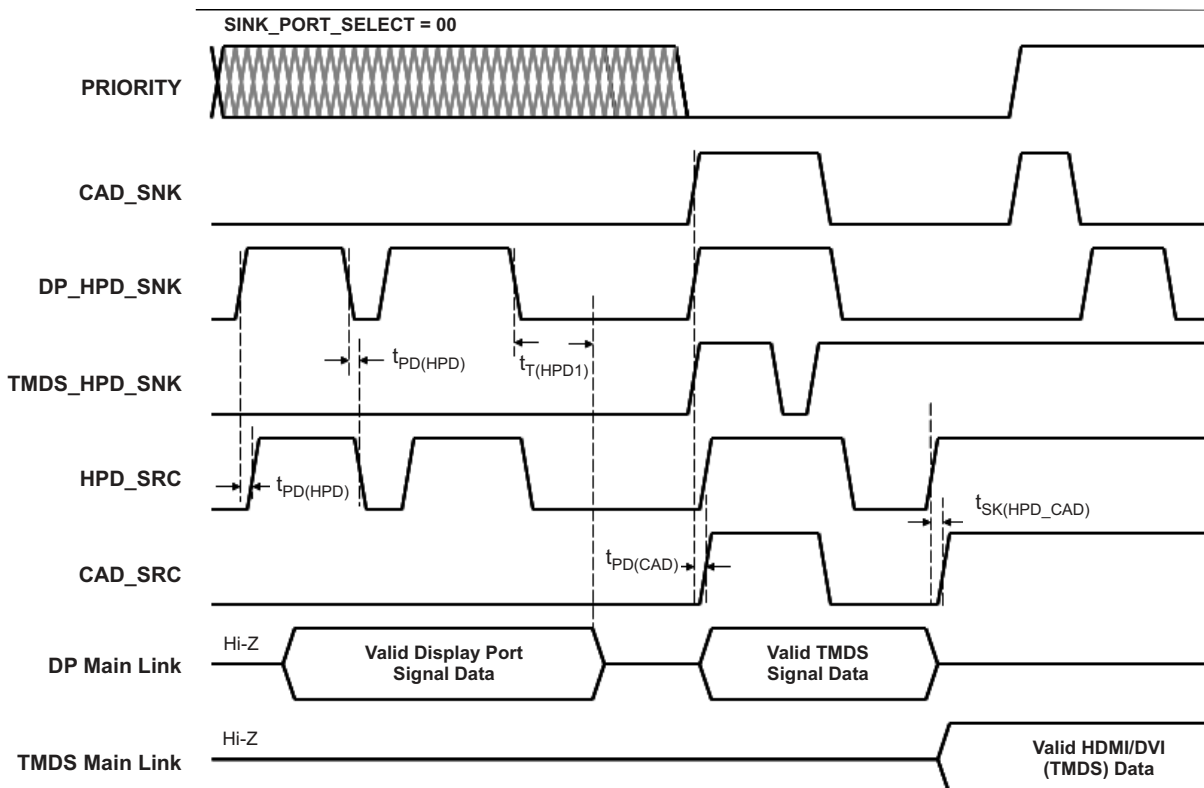 SINK_PORT_SELECT = 00
PRIORITY
CAD_SNK
DP_HPD_SNK
tPD(HPD)
tT(HPD1)
TMDS_HPD_SNK
HPD_SRC
tPD(HPD)
tSK(HPD_CAD)
CAD_SRC
tPD(CAD)
DP Main Link
Hi-Z
Valid Display Port
Signal Data
Valid TMDS
Signal Data
TMDS Main Link
Hi-Z
Valid HDMI/DVI
(TMDS) Data